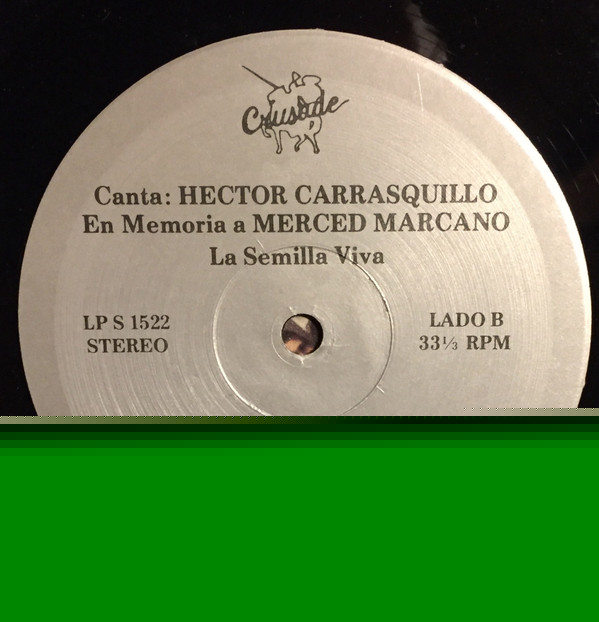 Crusade
Canta: HECTOR CARRASQUILLO
En Memoria a MERCED MARCANO
La Semilla Viva
LP S 1522
STEREO
LADO B
33⅓ RPM